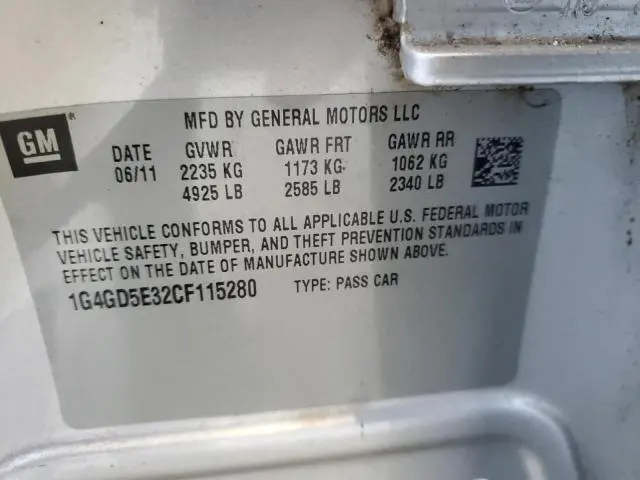 MFD BY GENERAL MOTORS LLC
GM®
DATE GVWR GAWR FRT GAWR RR
06/11 2235 KG 1173 KG 1062 KG
4925 LB 2585 LB 2340 LB
THIS VEHICLE CONFORMS TO ALL APPLICABLE U.S. FEDERAL MOTOR
VEHICLE SAFETY, BUMPER, AND THEFT PREVENTION STANDARDS IN
EFFECT ON THE DATE OF MANUFACTURE SHOWN ABOVE.
1G4GD5E32CF115280 TYPE: PASS CAR